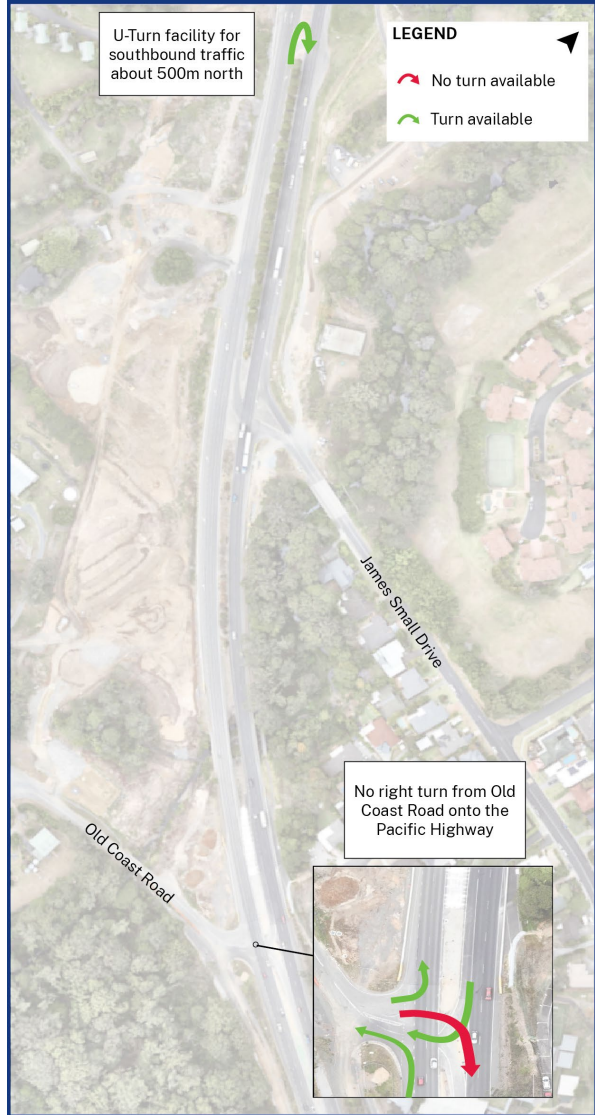 U-Turn facility for
southbound traffic
about 500m north
LEGEND
No turn available
Turn available
James Small Drive
No right turn from Old
Coast Road onto the
Pacific Highway
Old Coast Road